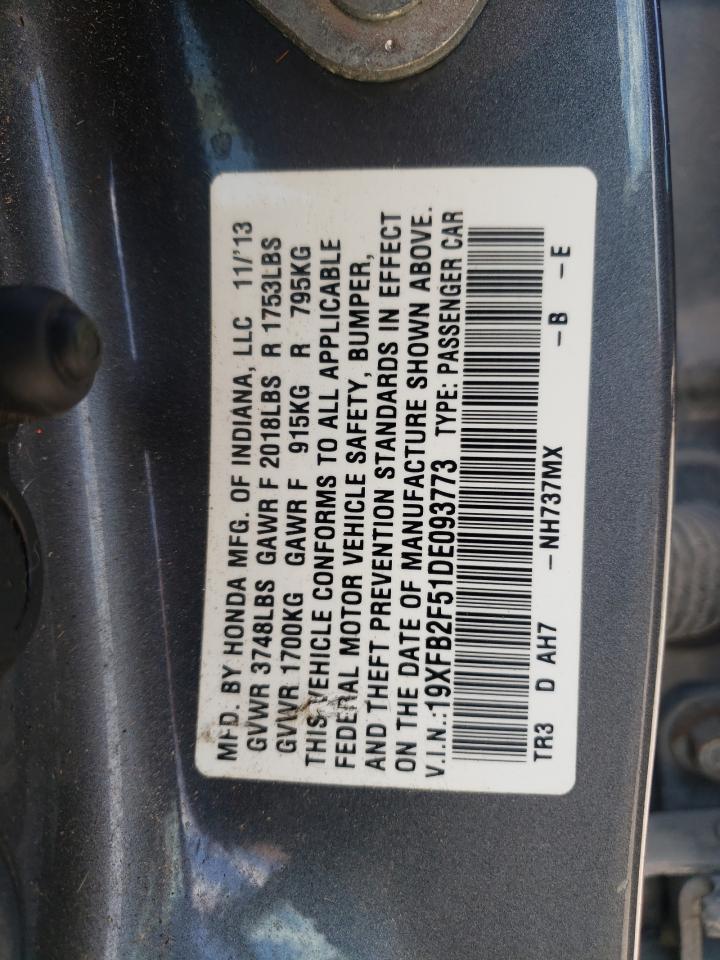 MFD. BY HONDA MFG. OF INDIANA, LLC 11/'13
GVWR 3748LBS GAWR F 2018LBS R 1753LBS
GVWR 1700KG GAWR F 915KG R 795KG
THIS VEHICLE CONFORMS TO ALL APPLICABLE
FEDERAL MOTOR VEHICLE SAFETY, BUMPER,
AND THEFT PREVENTION STANDARDS IN EFFECT
ON THE DATE OF MANUFACTURE SHOWN ABOVE.
V.I.N.:19XFB2F51DE093773 TYPE: PASSENGER CAR
TR3 D AH7 -NH737MX -B -E